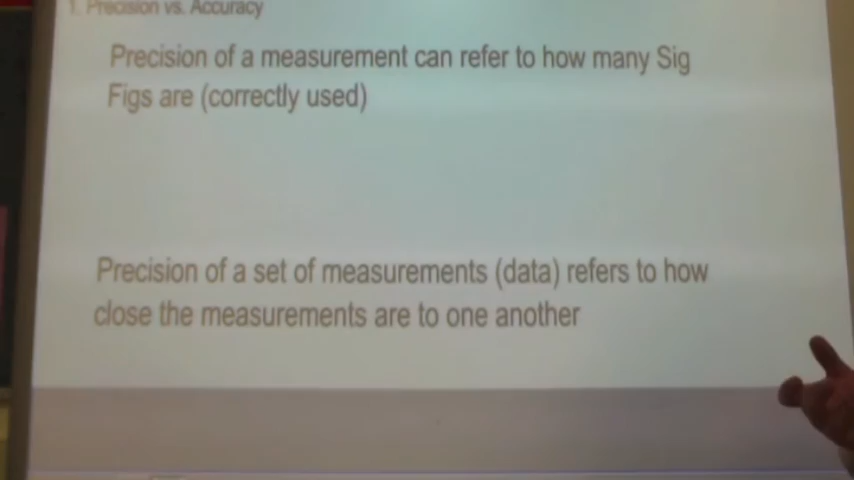 1. Precision vs. Accuracy
Precision of a measurement can refer to how many Sig
Figs are (correctly used)
Precision of a set of measurements (data) refers to how
close the measurements are to one another